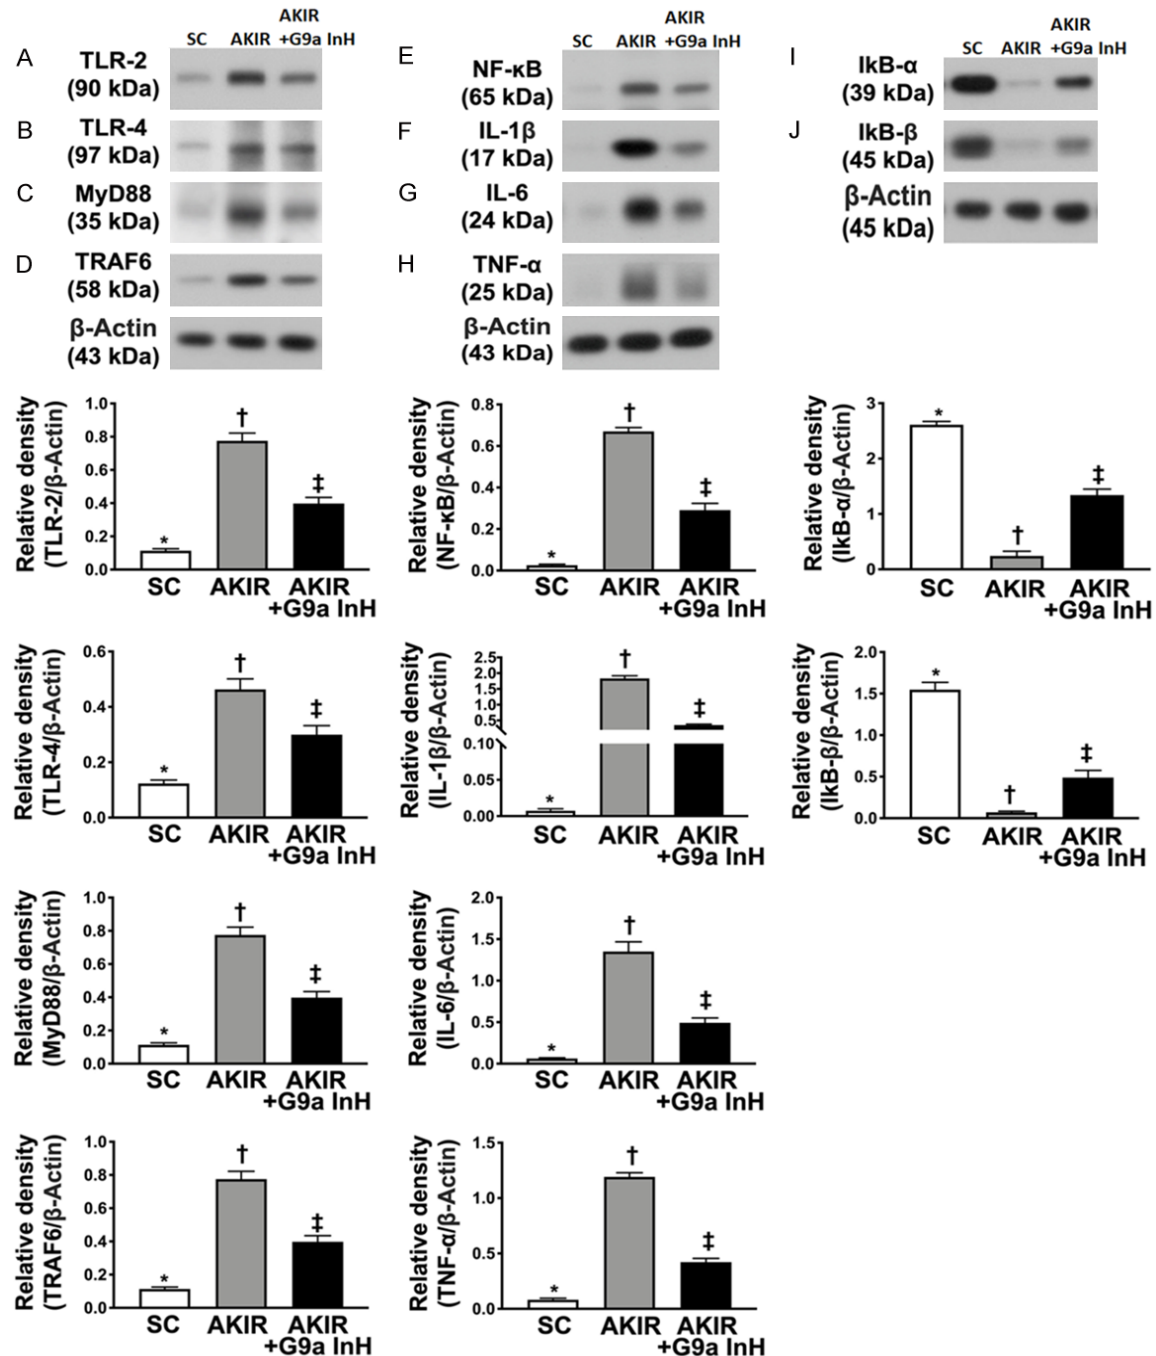 AKIR
SC AKIR +G9a InH
A TLR-2
(90 kDa)
B TLR-4
(97 kDa)
C MyD88
(35 kDa)
D TRAF6
(58 kDa)
β-Actin
(43 kDa)
AKIR
SC AKIR +G9a InH
E NF-κB
(65 kDa)
F IL-1β
(17 kDa)
G IL-6
(24 kDa)
H TNF-α
(25 kDa)
β-Actin
(43 kDa)
AKIR
SC AKIR +G9a InH
I IkB-α
(39 kDa)
J IkB-β
(45 kDa)
β-Actin
(45 kDa)
Relative density
(TLR-2/β-Actin)
1.0
0.8
0.6
0.4
0.2
0.0
* † ‡
SC AKIR AKIR
+G9a InH
Relative density
(NF-κB/β-Actin)
0.8
0.6
0.4
0.2
0.0
* † ‡
SC AKIR AKIR
+G9a InH
Relative density
(IkB-α/β-Actin)
3
2
1
0
* † ‡
SC AKIR AKIR
+G9a InH
Relative density
(TLR-4/β-Actin)
0.6
0.4
0.2
0.0
* † ‡
SC AKIR AKIR
+G9a InH
Relative density
(IL-1β/β-Actin)
2.5
2.0
1.5
1.0
0.5
0.10
0.05
0.00
* † ‡
SC AKIR AKIR
+G9a InH
Relative density
(IkB-β/β-Actin)
2.0
1.5
1.0
0.5
0.0
* † ‡
SC AKIR AKIR
+G9a InH
Relative density
(MyD88/β-Actin)
1.0
0.8
0.6
0.4
0.2
0.0
* † ‡
SC AKIR AKIR
+G9a InH
Relative density
(IL-6/β-Actin)
2.0
1.5
1.0
0.5
0.0
* † ‡
SC AKIR AKIR
+G9a InH
Relative density
(TRAF6/β-Actin)
1.0
0.8
0.6
0.4
0.2
0.0
* † ‡
SC AKIR AKIR
+G9a InH
Relative density
(TNF-α/β-Actin)
1.5
1.0
0.5
0.0
* † ‡
SC AKIR AKIR
+G9a InH